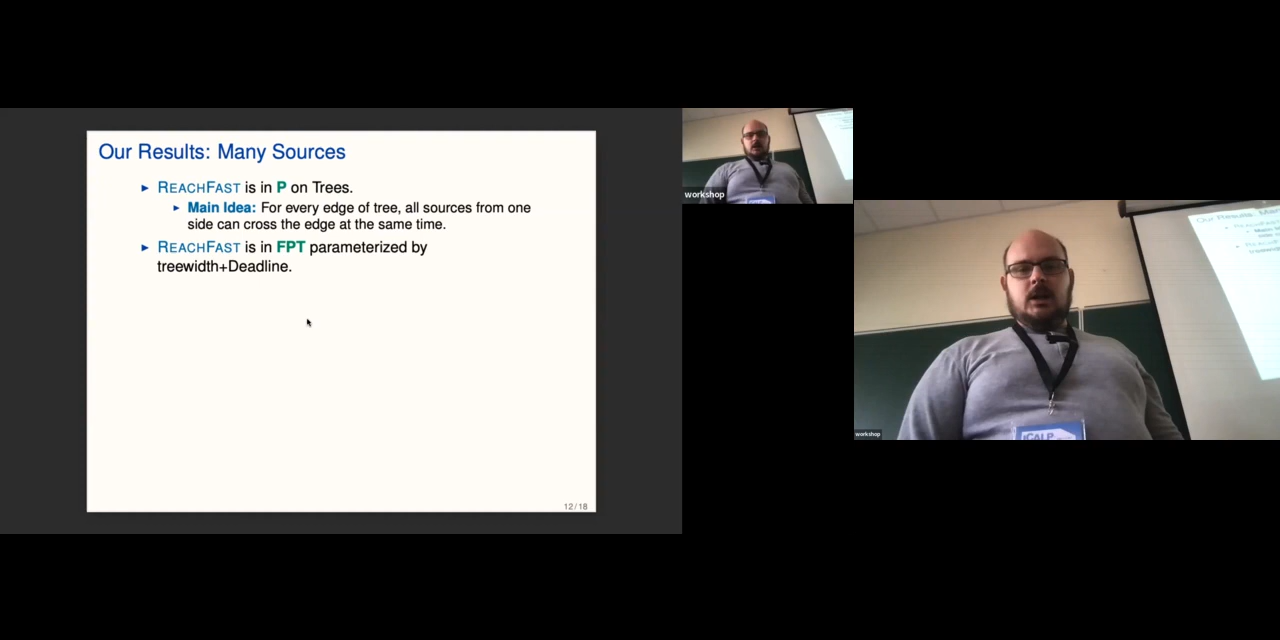 Our Results: Many Sources
► REACHFAST is in P on Trees.
► Main Idea: For every edge of tree, all sources from one
side can cross the edge at the same time.
► REACHFAST is in FPT parameterized by
treewidth+Deadline.
12/18
workshop
workshop
iCALP